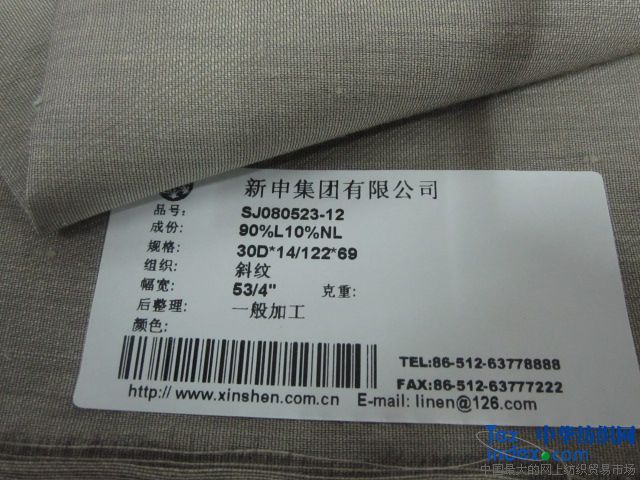 新申集团有限公司
品号: SJ080523-12
成份: 90%L10%NL
规格: 30D*14/122*69
组织: 斜纹
幅宽: 53/4" 克重:
后整理: 一般加工
颜色:
TEL:86-512-63778888
FAX:86-512-63777222
http://www.xinshen.com.cn E-mail: linen@126.com
Tex 中华纺织网
index.com
中国最大的网上纺织贸易市场